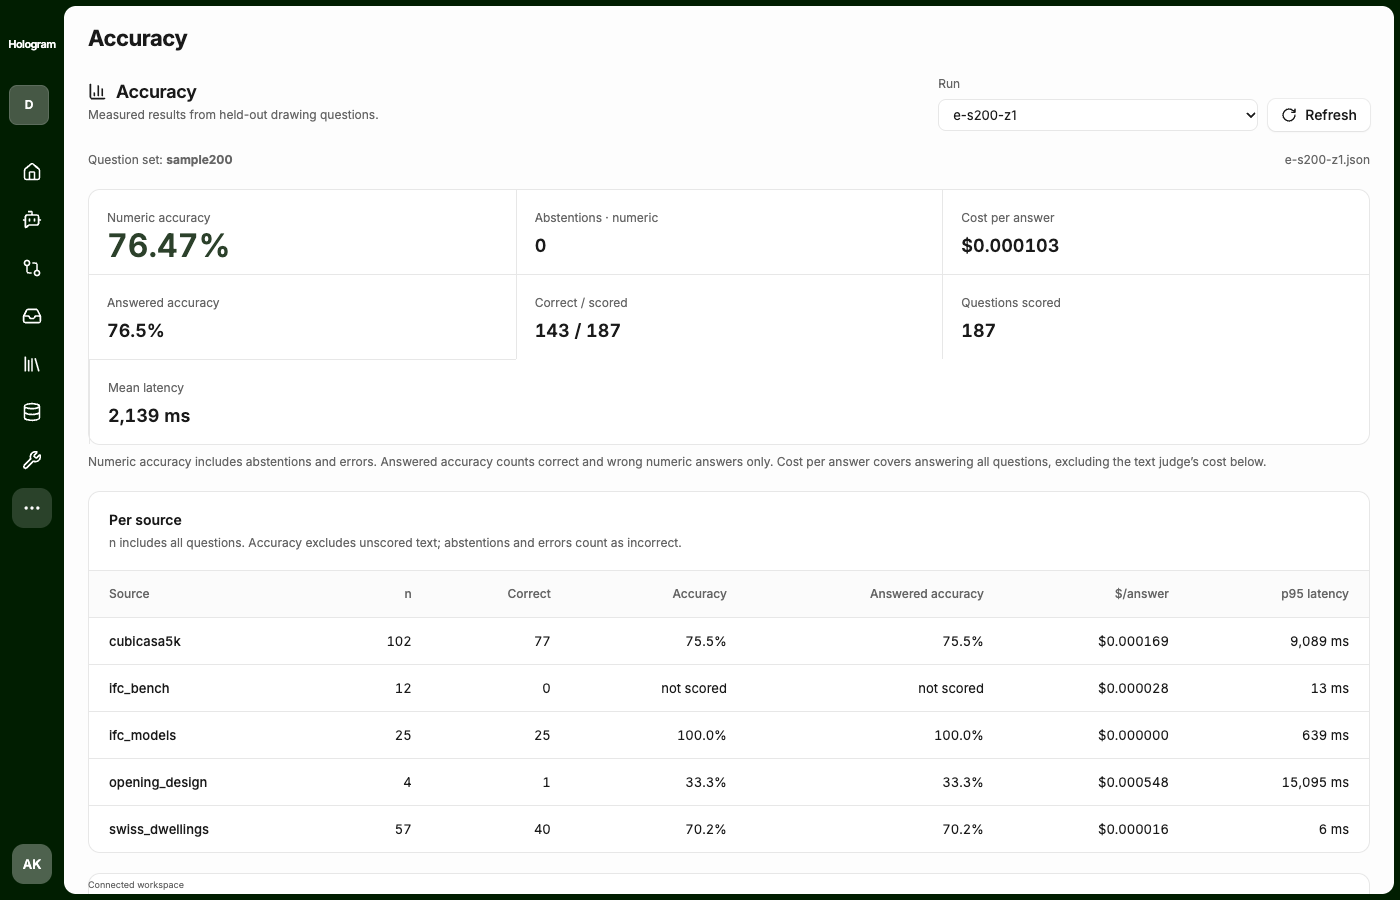 Hologram
D
AK
Accuracy
Accuracy
Measured results from held-out drawing questions.
Run
e-s200-z1
Refresh
Question set: sample200
e-s200-z1.json
Numeric accuracy
76.47%
Abstentions · numeric
0
Cost per answer
$0.000103
Answered accuracy
76.5%
Correct / scored
143 / 187
Questions scored
187
Mean latency
2,139 ms
Numeric accuracy includes abstentions and errors. Answered accuracy counts correct and wrong numeric answers only. Cost per answer covers answering all questions, excluding the text judge’s cost below.
Per source
n includes all questions. Accuracy excludes unscored text; abstentions and errors count as incorrect.
Source n Correct Accuracy Answered accuracy $/answer p95 latency
cubicasa5k 102 77 75.5% 75.5% $0.000169 9,089 ms
ifc_bench 12 0 not scored not scored $0.000028 13 ms
ifc_models 25 25 100.0% 100.0% $0.000000 639 ms
opening_design 4 1 33.3% 33.3% $0.000548 15,095 ms
swiss_dwellings 57 40 70.2% 70.2% $0.000016 6 ms
Connected workspace